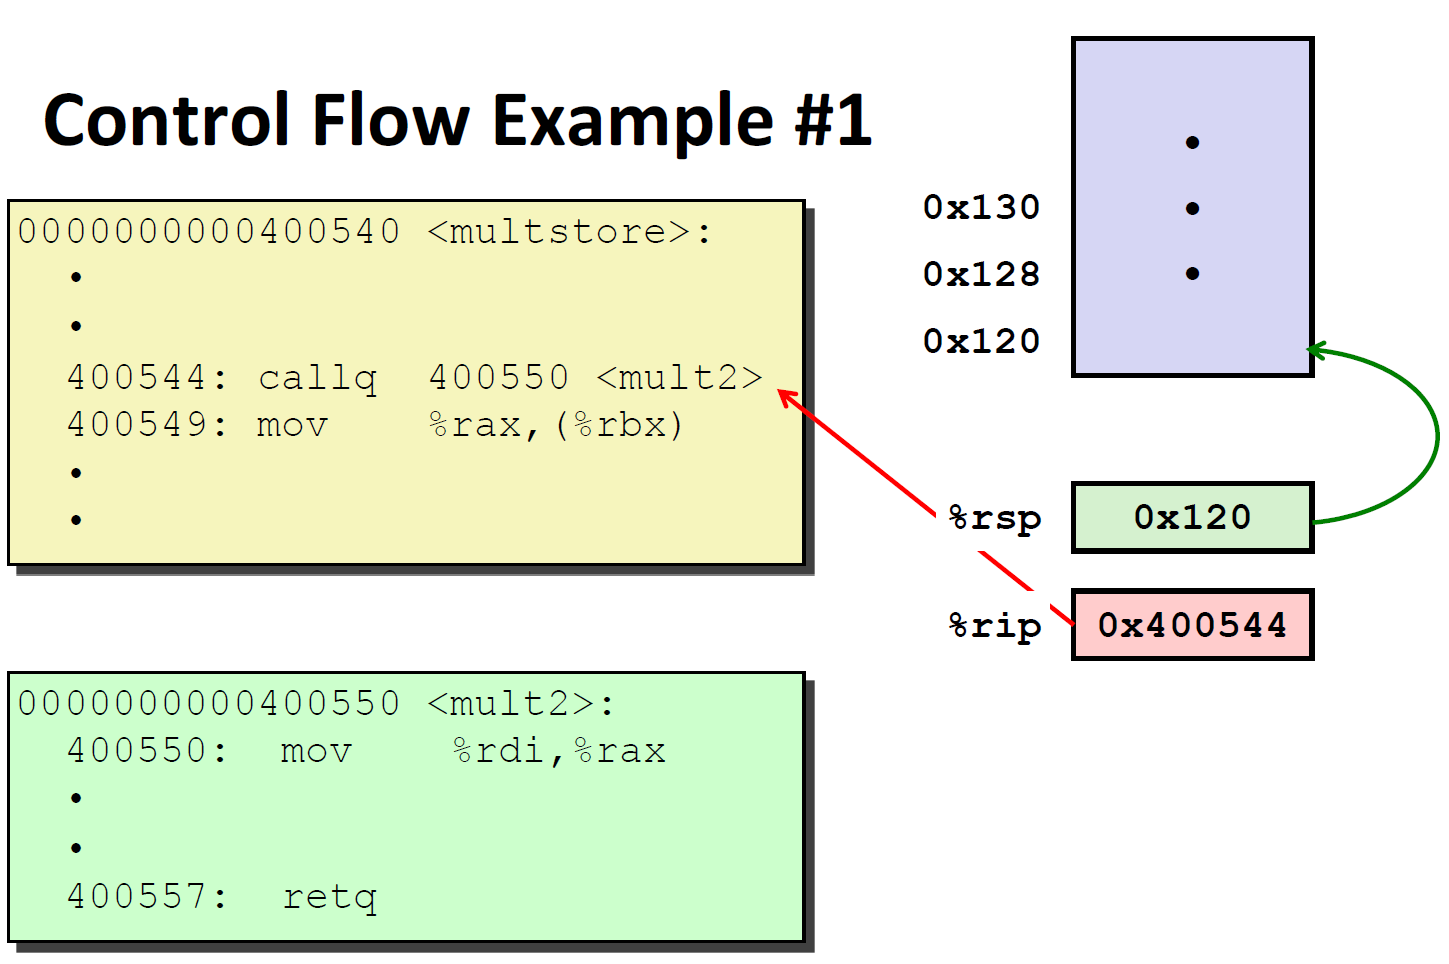 Control Flow Example #1
0000000000400540 <multstore>:
•
•
400544: callq  400550 <mult2>
400549: mov    %rax,(%rbx)
•
•
0000000000400550 <mult2>:
400550:  mov    %rdi,%rax
•
•
400557:  retq
•
0x130 •
0x128 •
0x120
%rsp 0x120
%rip 0x400544